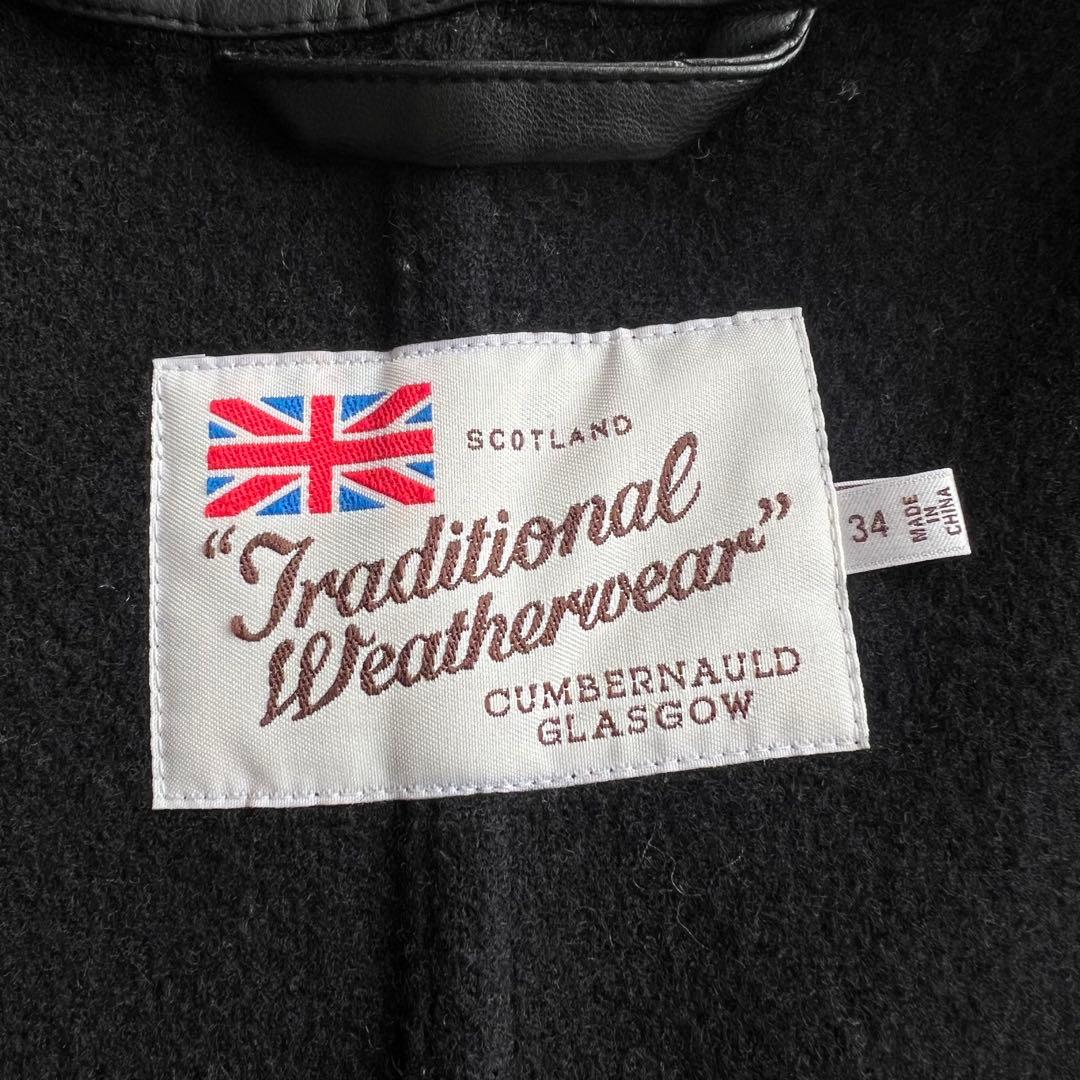 SCOTLAND
"Traditional
Weatherwear"
CUMBERNAULD
GLASGOW
34
MADE
IN
CHINA